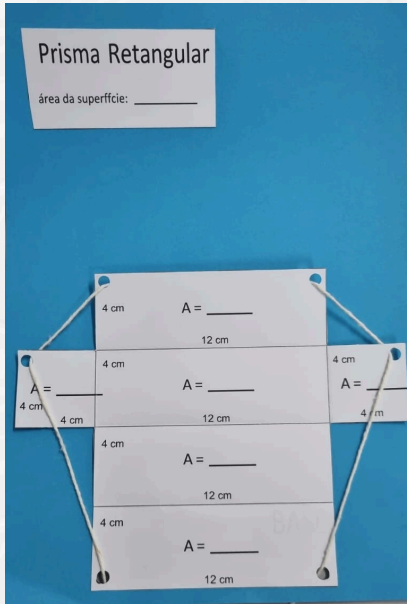 Prisma Retangular
área da superffcie: ________
4 cm A = ______
12 cm
4 cm A = ______ 4 cm
A = ______ A = ______
4 cm 4 cm 12 cm 4 cm
4 cm A = ______
12 cm
4 cm A = ______
12 cm